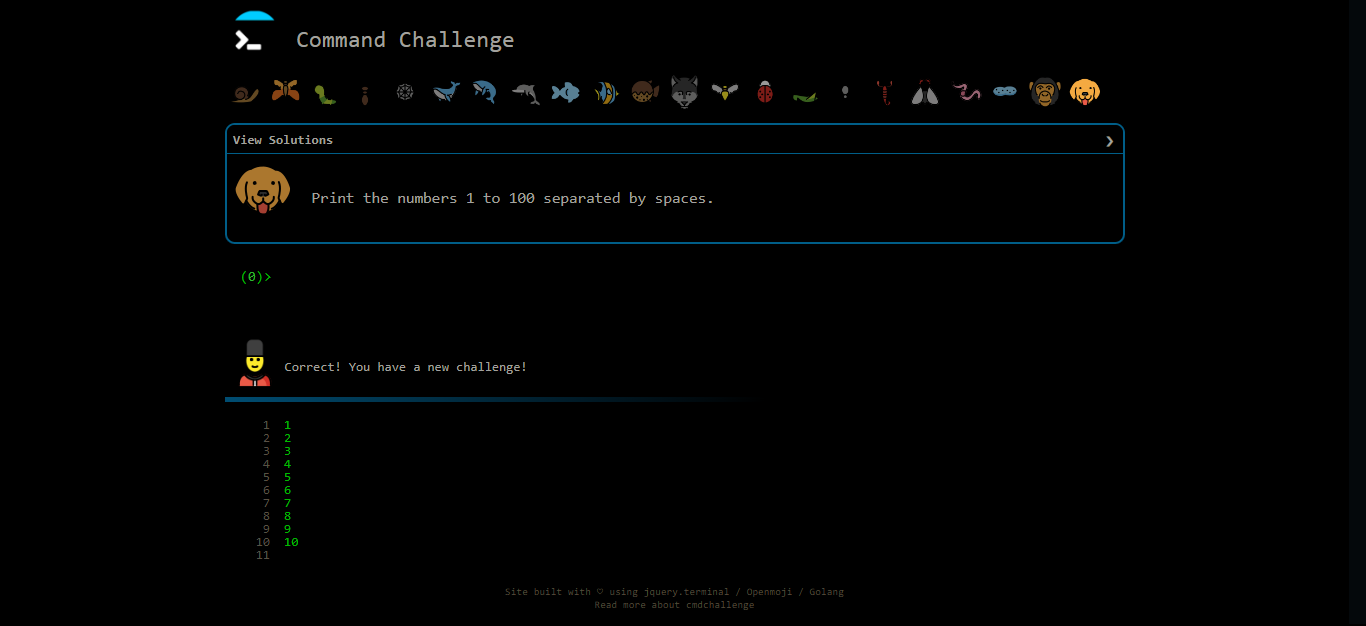 Command Challenge
View Solutions ❯
Print the numbers 1 to 100 separated by spaces.
(0)>
Correct! You have a new challenge!
1 1
2 2
3 3
4 4
5 5
6 6
7 7
8 8
9 9
10 10
11
Site built with ♡ using jquery.terminal / Openmoji / Golang
Read more about cmdchallenge